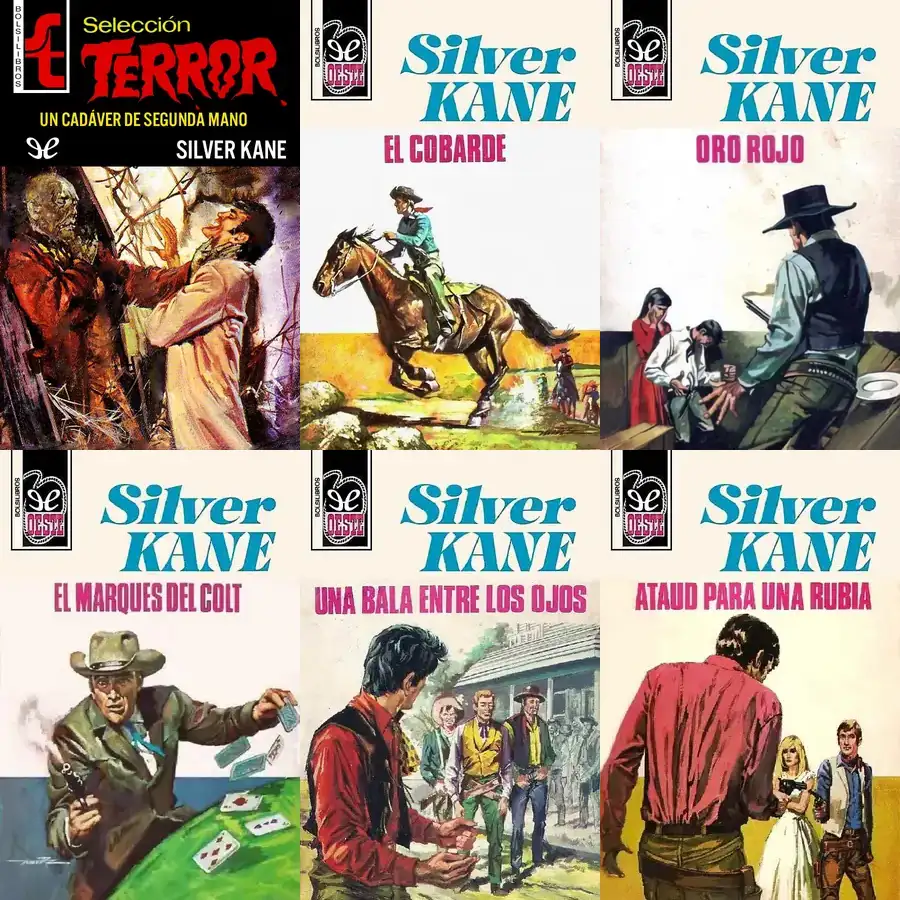 BOLSILIBROS
Selección
TERROR
UN CADÁVER DE SEGUNDA MANO
SILVER KANE
BOLSILIBROS
OESTE
Silver
KANE
EL COBARDE
BOLSILIBROS
OESTE
Silver
KANE
ORO ROJO
BOLSILIBROS
OESTE
Silver
KANE
EL MARQUES DEL COLT
BOLSILIBROS
OESTE
Silver
KANE
UNA BALA ENTRE LOS OJOS
BOLSILIBROS
OESTE
Silver
KANE
ATAUD PARA UNA RUBIA